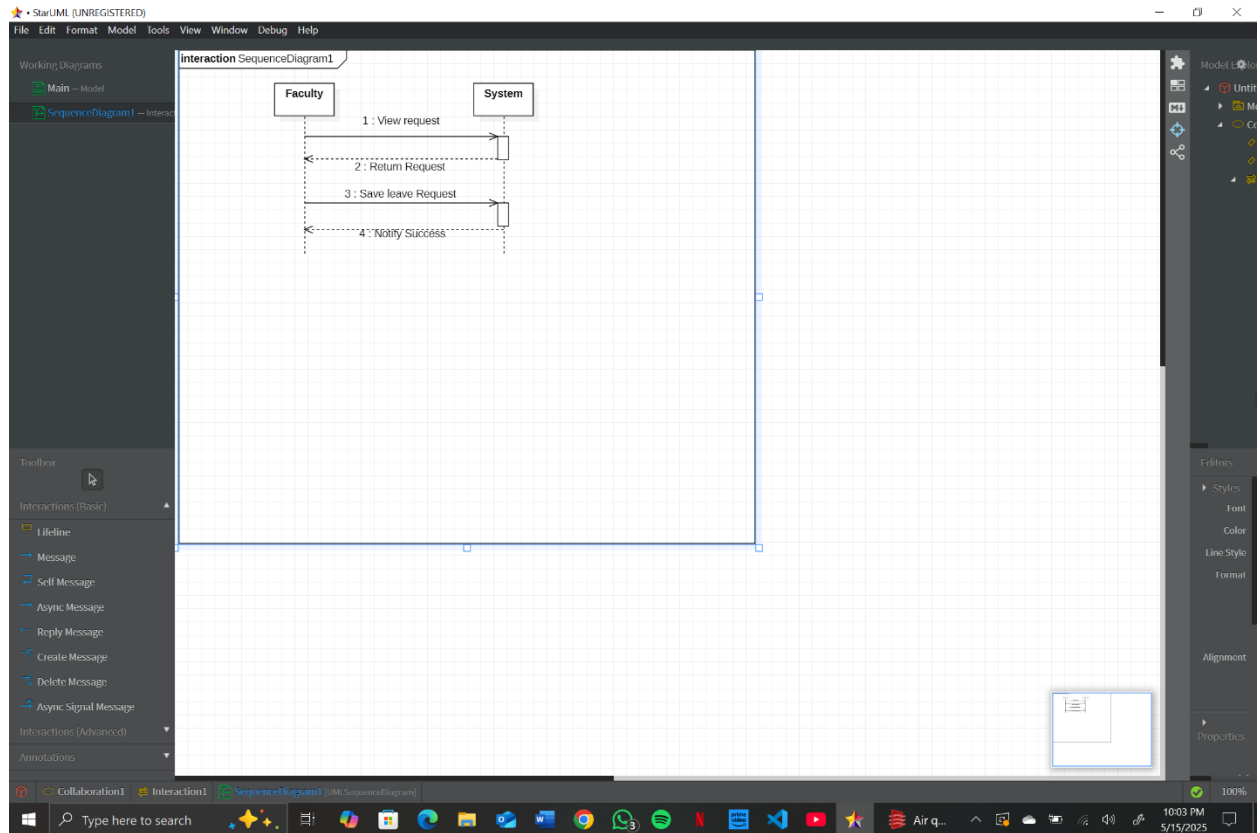 StarUML (UNREGISTERED)
File Edit Format Model Tools View Window Debug Help
Working Diagrams
Main — Model
SequenceDiagram1 — Interac
interaction SequenceDiagram1
Faculty
System
1 : View request
2 : Return Request
3 : Save leave Request
4 : Notify Success
Toolbox
Interactions (Basic)
Lifeline
Message
Self Message
Async Message
Reply Message
Create Message
Delete Message
Async Signal Message
Interactions (Advanced)
Annotations
Untit
Editors
Styles
Font
Color
Line Style
Format
Alignment
Properties
Collaboration1 Interaction1 SequenceDiagram1 [UMLSequenceDiagram]
100%
Type here to search
Air q...
10:03 PM
5/15/2025